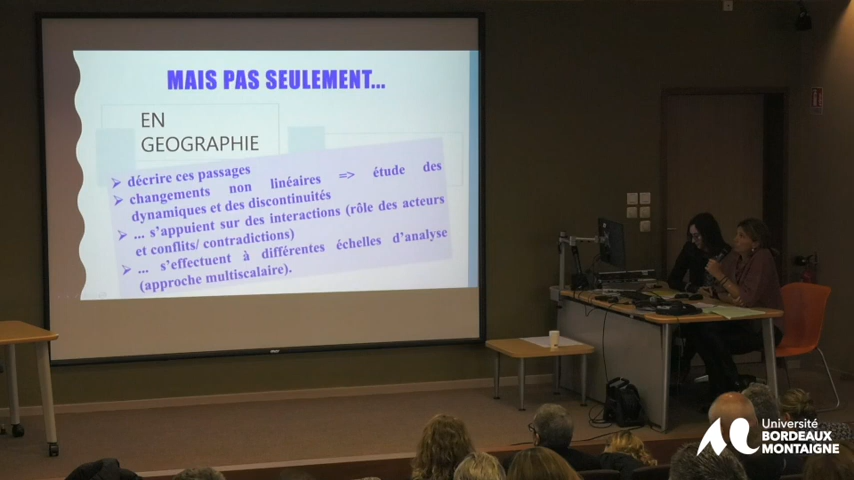 MAIS PAS SEULEMENT...
EN
GEOGRAPHIE
➢ décrire ces passages
➢ changements non linéaires => étude des
dynamiques et des discontinuités
➢ ... s'appuient sur des interactions (rôle des acteurs
et conflits/ contradictions)
➢ ... s'effectuent à différentes échelles d'analyse
(approche multiscalaire).
Université
BORDEAUX
MONTAIGNE